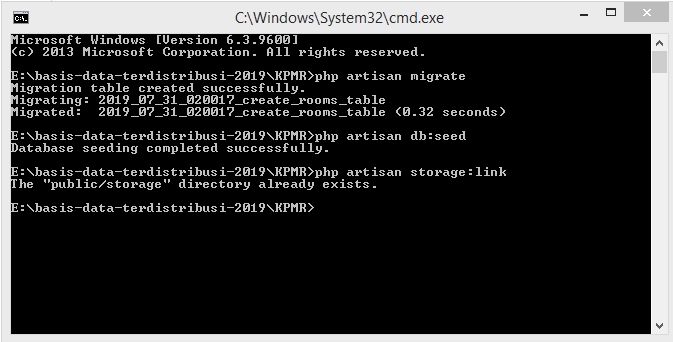 C:\Windows\System32\cmd.exe
Microsoft Windows [Version 6.3.9600]
(c) 2013 Microsoft Corporation. All rights reserved.
E:\basis-data-terdistribusi-2019\KPMR>php artisan migrate
Migration table created successfully.
Migrating: 2019_07_31_020017_create_rooms_table
Migrated:  2019_07_31_020017_create_rooms_table (0.32 seconds)
E:\basis-data-terdistribusi-2019\KPMR>php artisan db:seed
Database seeding completed successfully.
E:\basis-data-terdistribusi-2019\KPMR>php artisan storage:link
The "public/storage" directory already exists.
E:\basis-data-terdistribusi-2019\KPMR>